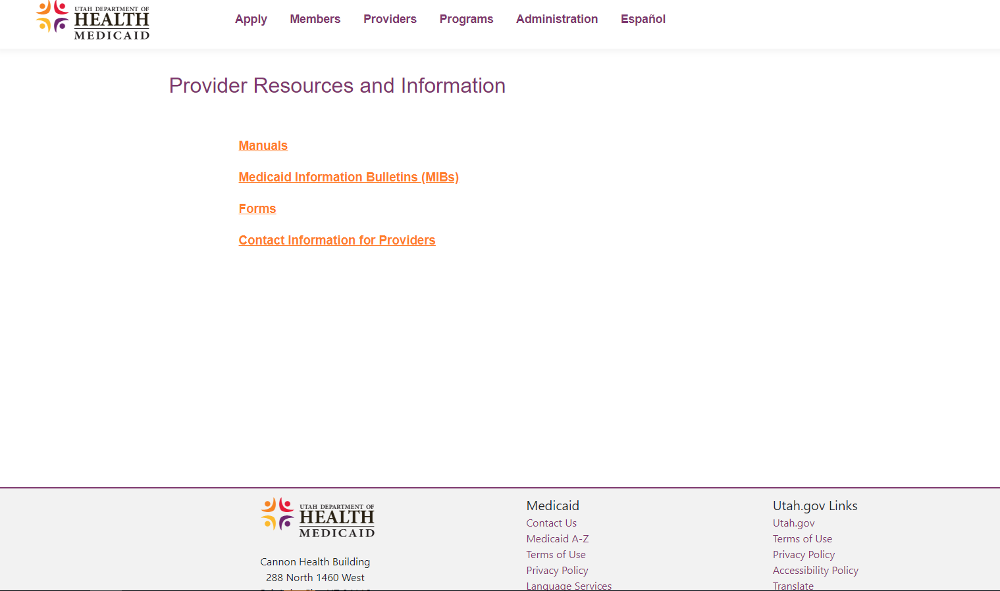 UTAH DEPARTMENT OF
HEALTH
MEDICAID
Apply Members Providers Programs Administration Español
Provider Resources and Information
Manuals
Medicaid Information Bulletins (MIBs)
Forms
Contact Information for Providers
UTAH DEPARTMENT OF
HEALTH
MEDICAID
Cannon Health Building
288 North 1460 West
Medicaid
Contact Us
Medicaid A-Z
Terms of Use
Privacy Policy
Language Services
Utah.gov Links
Utah.gov
Terms of Use
Privacy Policy
Accessibility Policy
Translate